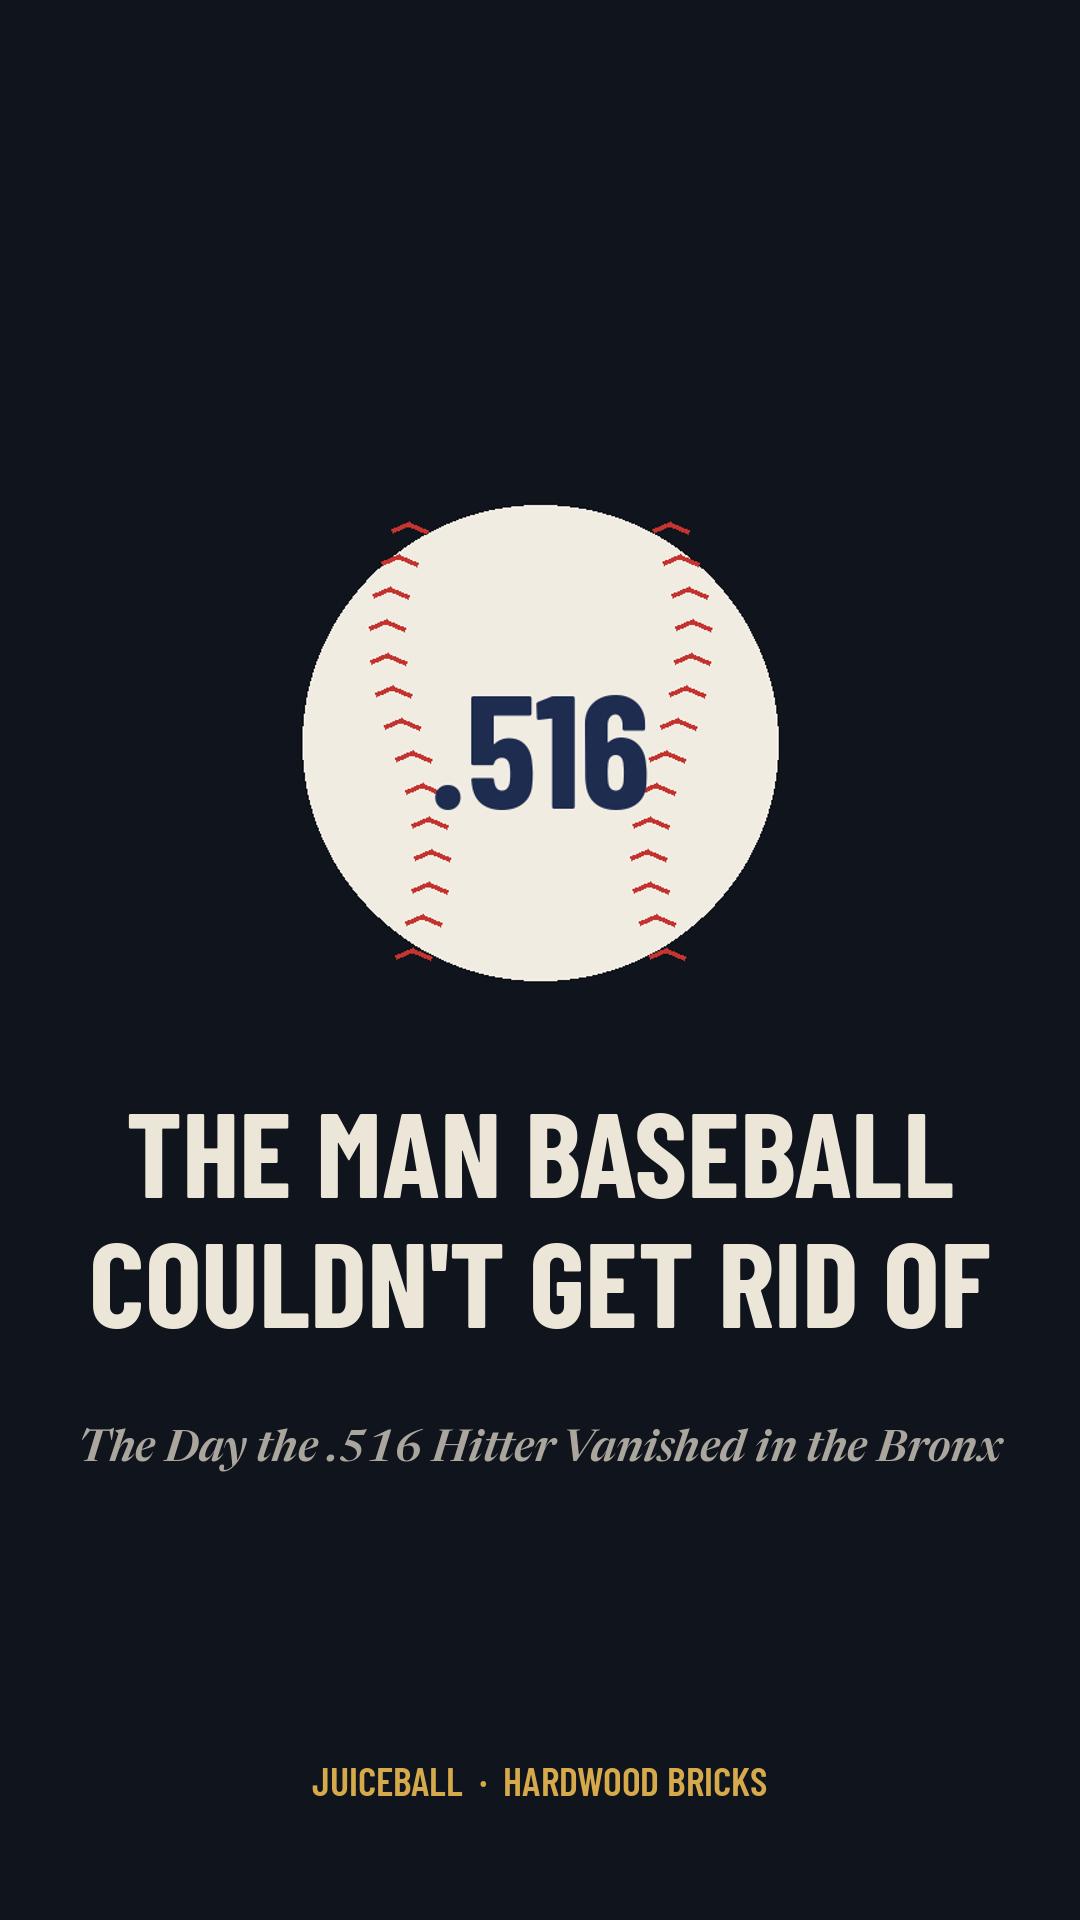 .516
THE MAN BASEBALL
COULDN'T GET RID OF
The Day the .516 Hitter Vanished in the Bronx
JUICEBALL · HARDWOOD BRICKS